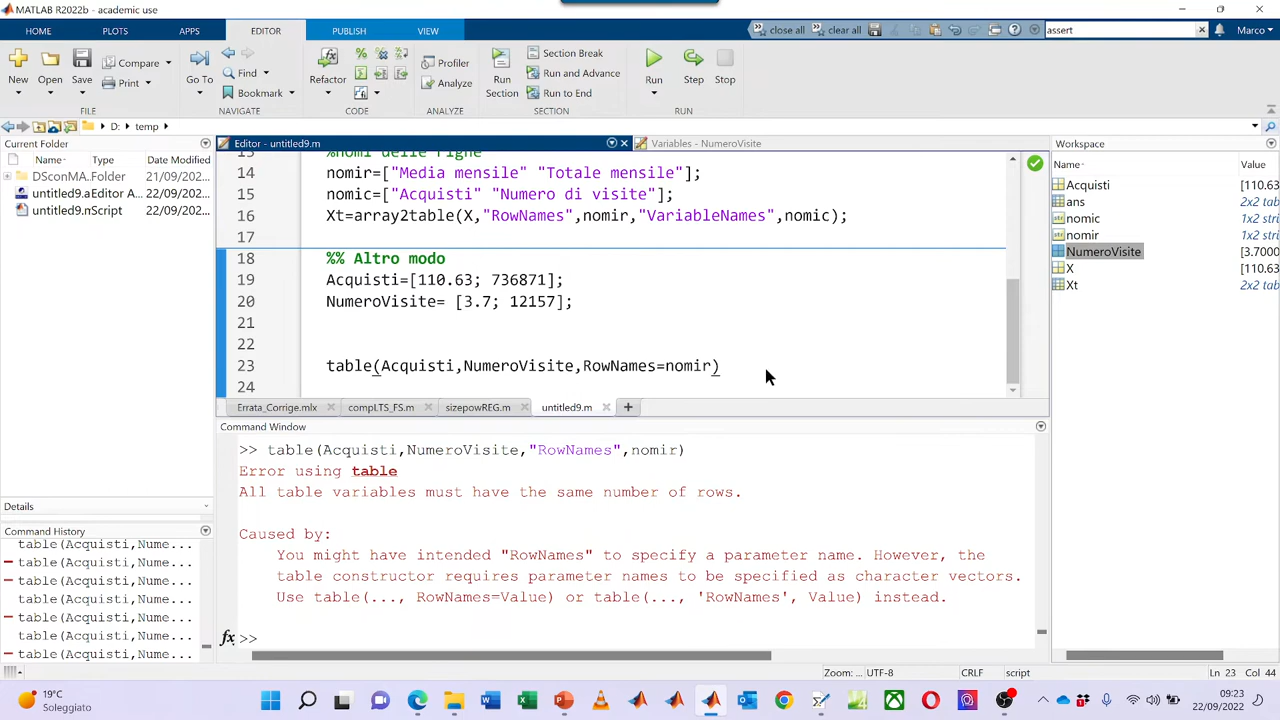 MATLAB R2022b - academic use
HOME PLOTS APPS EDITOR PUBLISH VIEW close all clear all assert Marco
New Open Save Compare Print Go To Find Bookmark Refactor Profiler Analyze Run Section Section Break Run and Advance Run to End Run Step Stop
FILE NAVIGATE CODE ANALYZE SECTION RUN
D: temp
Current Folder
Name Type Date Modified
DSconMA...Folder 21/09/202...
untitled9.aEditor A... 22/09/202...
untitled9.mScript 22/09/202...
Details
Command History
table(Acquisti,Nume...
table(Acquisti,Nume...
table(Acquisti,Nume...
table(Acquisti,Nume...
table(Acquisti,Nume...
table(Acquisti,Nume...
table(Acquisti,Nume...
Editor - untitled9.m Variables - NumeroVisite
13 %nomi delle righe
14 nomir=["Media mensile" "Totale mensile"];
15 nomic=["Acquisti" "Numero di visite"];
16 Xt=array2table(X,"RowNames",nomir,"VariableNames",nomic);
17
18 %% Altro modo
19 Acquisti=[110.63; 736871];
20 NumeroVisite= [3.7; 12157];
21
22
23 table(Acquisti,NumeroVisite,RowNames=nomir)
24
Errata_Corrige.mlx compLTS_FS.m sizepowREG.m untitled9.m
Command Window
>> table(Acquisti,NumeroVisite,"RowNames",nomir)
Error using table
All table variables must have the same number of rows.
Caused by:
You might have intended "RowNames" to specify a parameter name. However, the
table constructor requires parameter names to be specified as character vectors.
Use table(..., RowNames=Value) or table(..., 'RowNames', Value) instead.
fx >>
Workspace
Name Value
Acquisti [110.63
ans 2x2 tab
nomic 1x2 stri
nomir 1x2 stri
NumeroVisite [3.7000
X [110.63
Xt 2x2 tab
Zoom: ... UTF-8 CRLF script Ln 23 Col 44
19°C
Soleggiato
09:23
22/09/2022